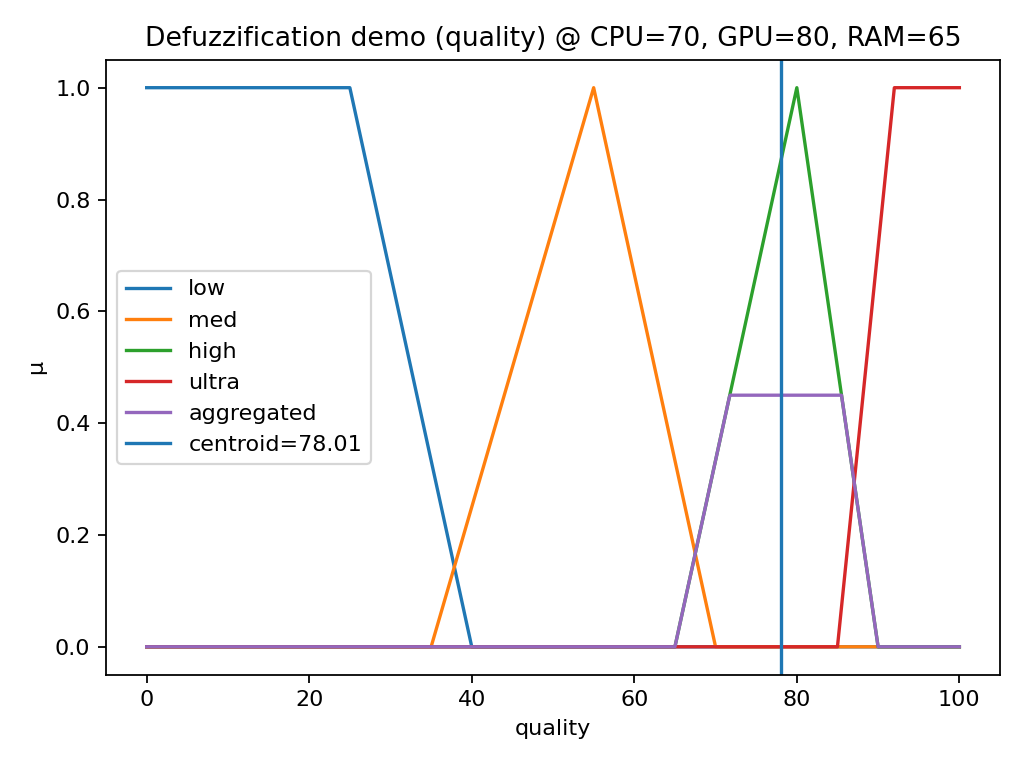 Defuzzification demo (quality) @ CPU=70, GPU=80, RAM=65
1.0
0.8
0.6
0.4
0.2
0.0
μ
low
med
high
ultra
aggregated
centroid=78.01
0 20 40 60 80 100
quality